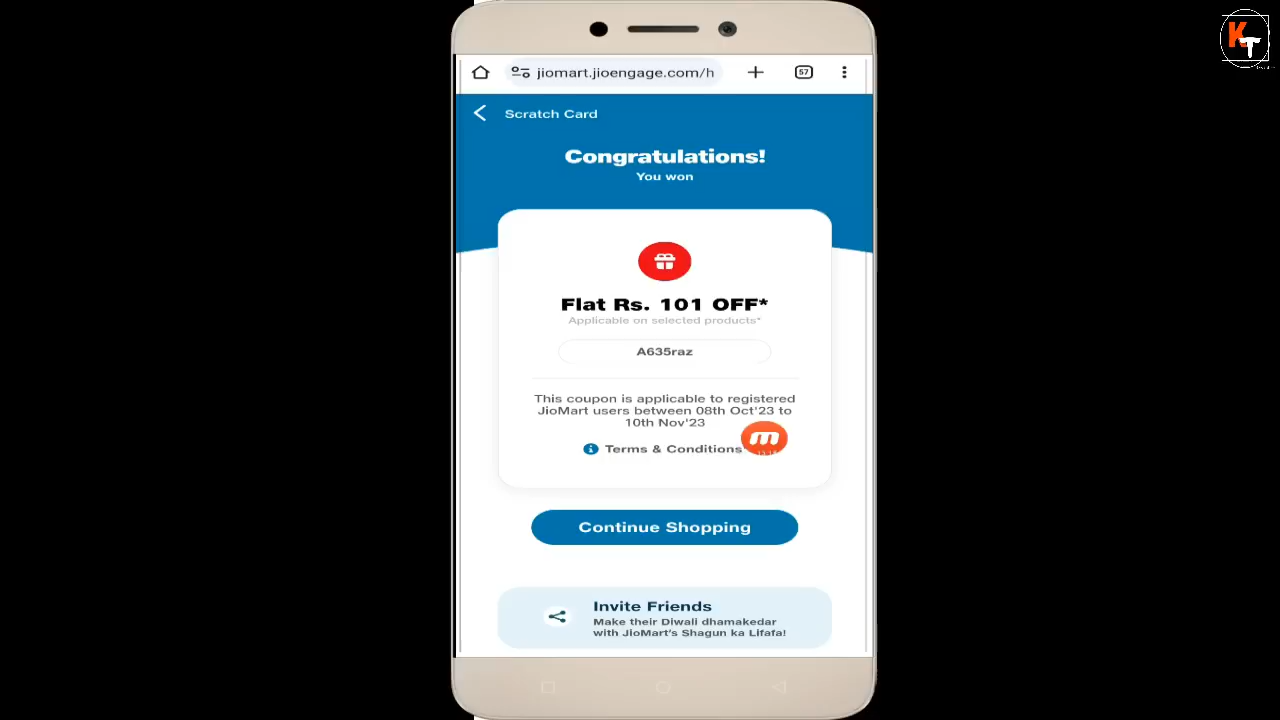 KT
jiomart.jioengage.com/h
57
Scratch Card
Congratulations!
You won
Flat Rs. 101 OFF*
Applicable on selected products*
A635raz
This coupon is applicable to registered
JioMart users between 08th Oct'23 to
10th Nov'23
Terms & Conditions
m
Continue Shopping
Invite Friends
Make their Diwali dhamakedar
with JioMart's Shagun ka Lifafa!